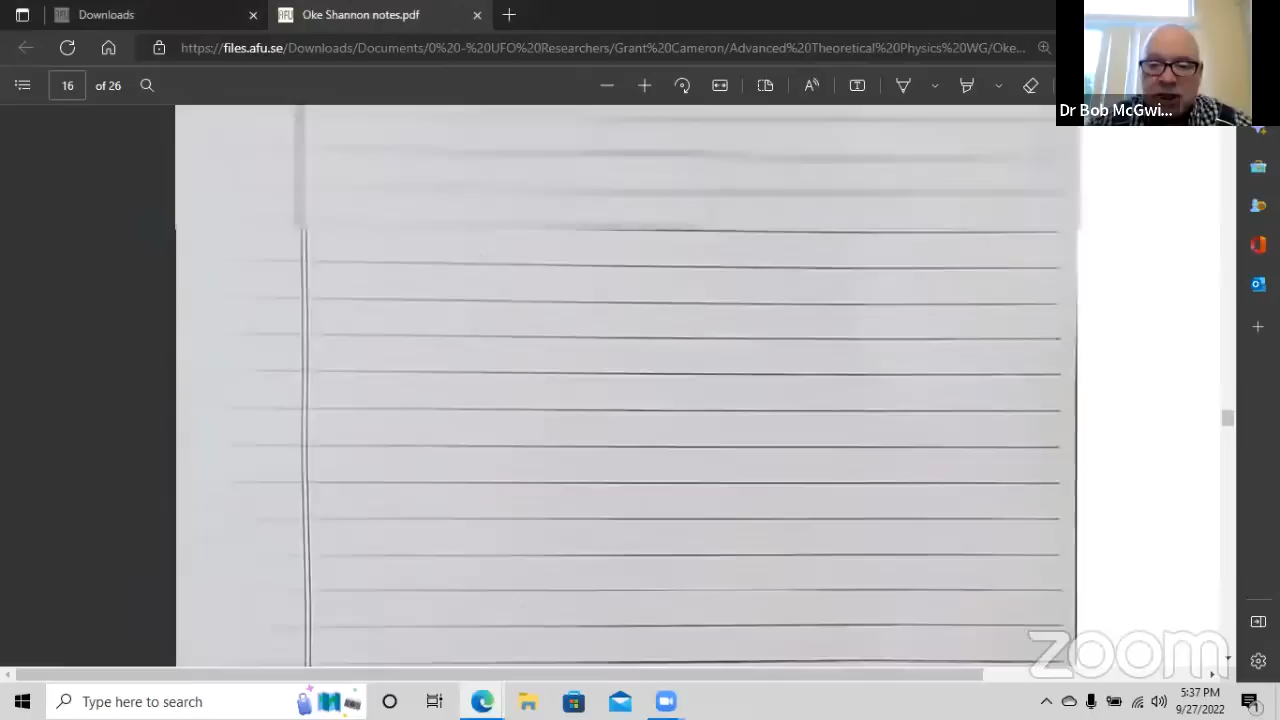 Downloads
Oke Shannon notes.pdf
https://files.afu.se/Downloads/Documents/0%20-%20UFO%20Researchers/Grant%20Cameron/Advanced%20Theoretical%20Physics%20WG/Oke...
16 of 26
Dr Bob McGwi...
zoom
Type here to search
5:37 PM
9/27/2022